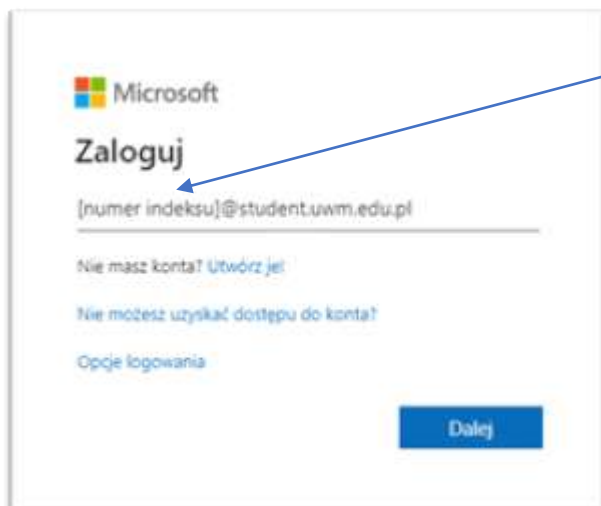 Microsoft
Zaloguj
[numer indeksu]@student.uwm.edu.pl
Nie masz konta? Utwórz je!
Nie możesz uzyskać dostępu do konta?
Opcje logowania
Dalej